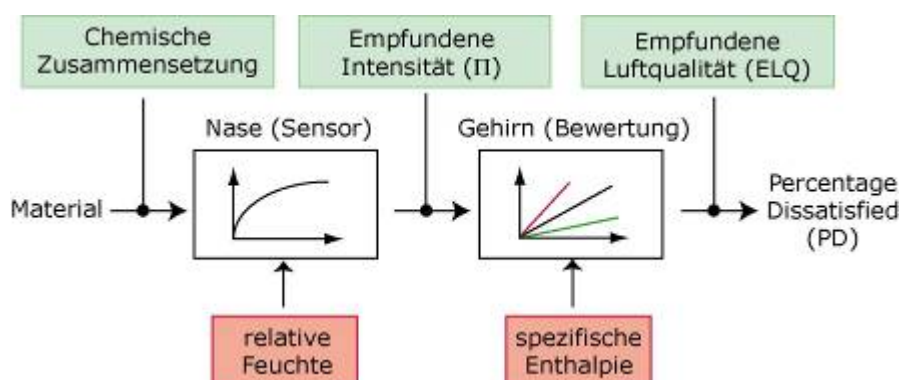 Chemische
Zusammensetzung
Empfundene
Intensität (Π)
Empfundene
Luftqualität (ELQ)
Nase (Sensor)
Gehirn (Bewertung)
Material
Percentage
Dissatisfied
(PD)
relative
Feuchte
spezifische
Enthalpie